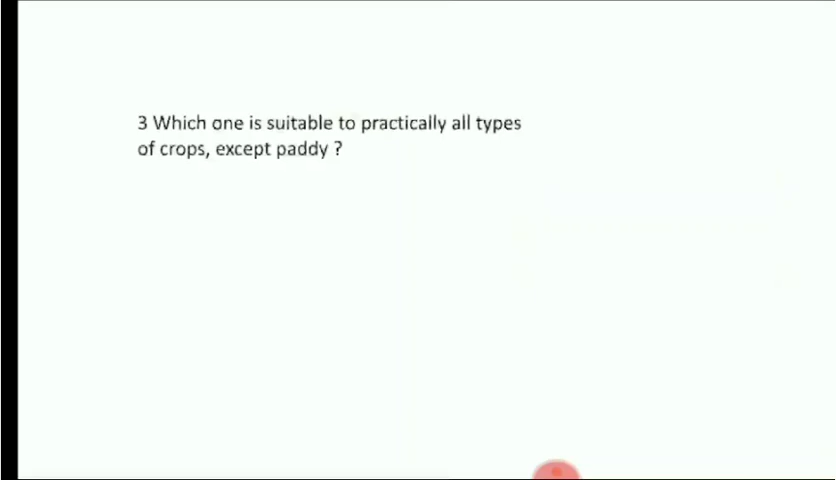 3 Which one is suitable to practically all types
of crops, except paddy ?